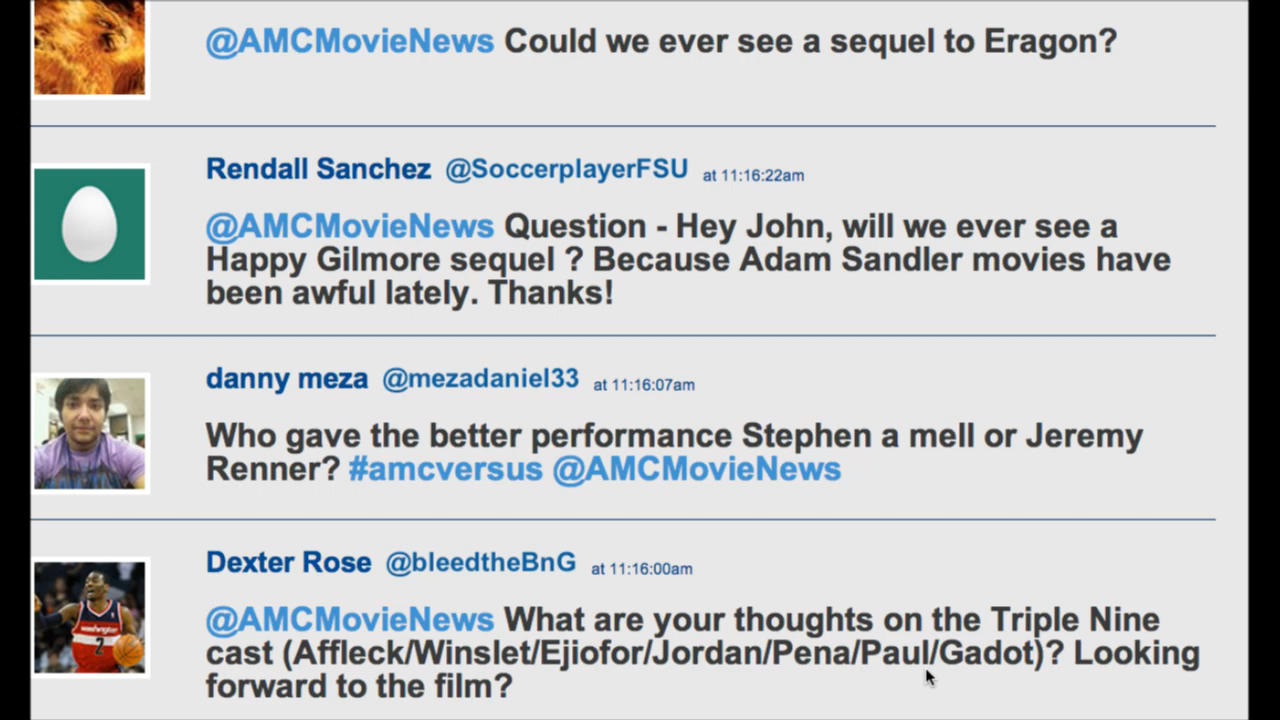 @AMCMovieNews Could we ever see a sequel to Eragon?
Rendall Sanchez @SoccerplayerFSU at 11:16:22am
@AMCMovieNews Question - Hey John, will we ever see a
Happy Gilmore sequel ? Because Adam Sandler movies have
been awful lately. Thanks!
danny meza @mezadaniel33 at 11:16:07am
Who gave the better performance Stephen a mell or Jeremy
Renner? #amcversus @AMCMovieNews
Dexter Rose @bleedtheBnG at 11:16:00am
@AMCMovieNews What are your thoughts on the Triple Nine
cast (Affleck/Winslet/Ejiofor/Jordan/Pena/Paul/Gadot)? Looking
forward to the film?
washington
2